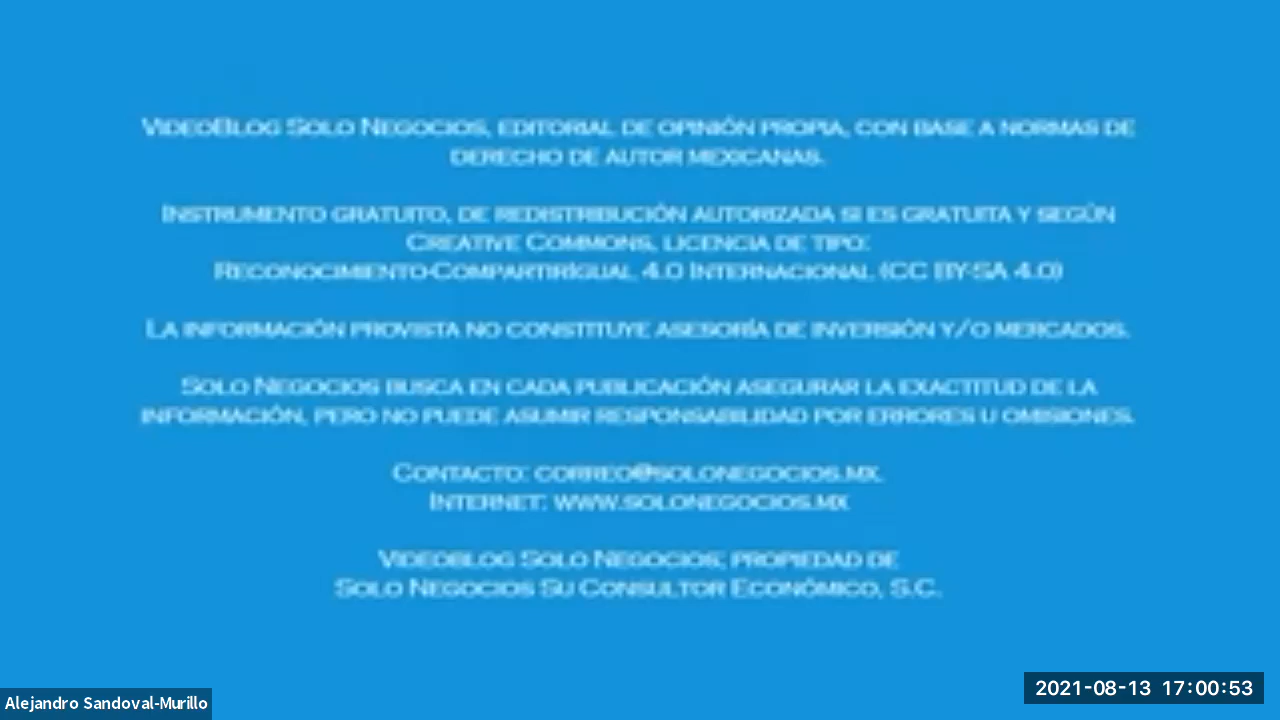 VideoBlog Solo Negocios, editorial de opinión propia, con base a normas de
derecho de autor mexicanas.
Instrumento gratuito, de redistribución autorizada si es gratuita y según
Creative Commons, licencia de tipo:
Reconocimiento-CompartirIgual 4.0 Internacional (CC BY-SA 4.0)
La información provista no constituye asesoría de inversión y/o mercados.
Solo Negocios busca en cada publicación asegurar la exactitud de la
información, pero no puede asumir responsabilidad por errores u omisiones.
Contacto: correo@solonegocios.mx.
Internet: www.solonegocios.mx
Videoblog Solo Negocios; propiedad de
Solo Negocios Su Consultor Económico, S.C.
Alejandro Sandoval-Murillo
2021-08-13 17:00:53